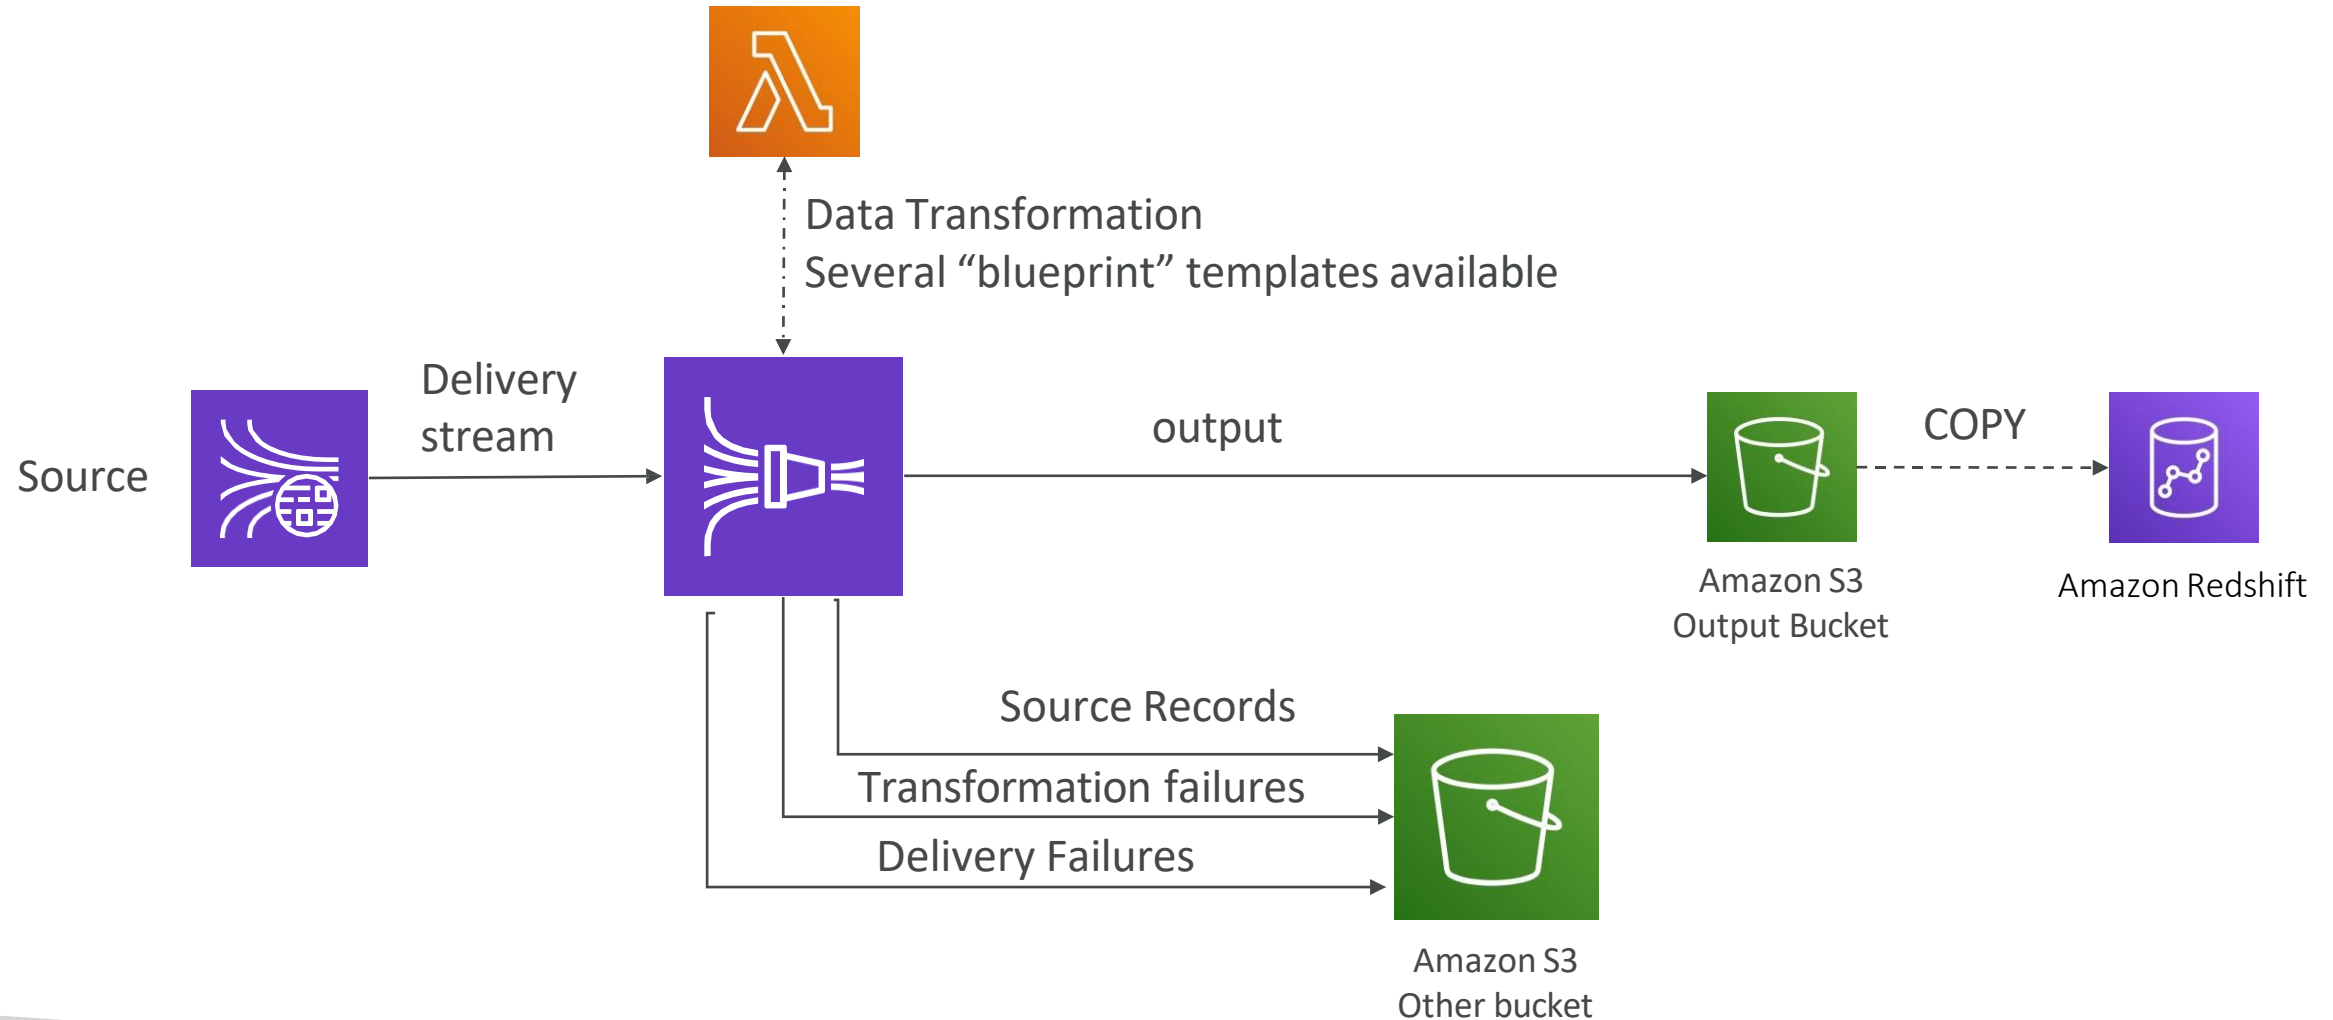 Data Transformation
Several “blueprint” templates available
Source
Delivery
stream
output
COPY
Amazon S3
Output Bucket
Amazon Redshift
Source Records
Transformation failures
Delivery Failures
Amazon S3
Other bucket